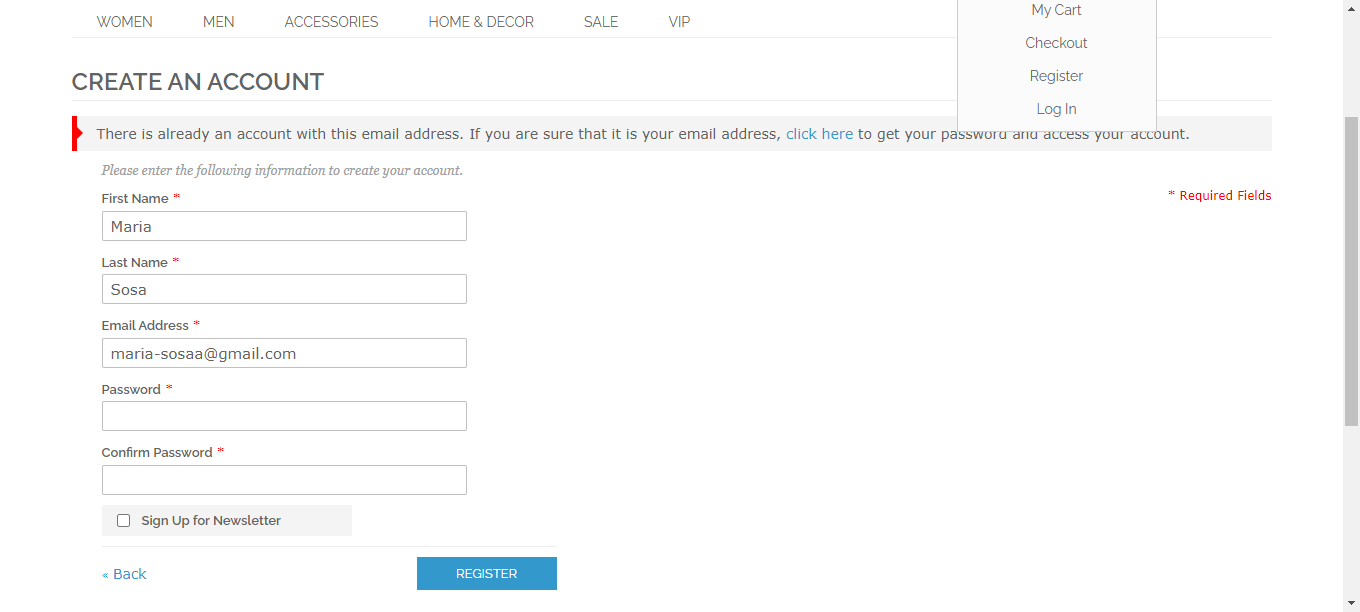 WOMEN MEN ACCESSORIES HOME & DECOR SALE VIP
My Cart
Checkout
Register
Log In
CREATE AN ACCOUNT
There is already an account with this email address. If you are sure that it is your email address, click here to get your password and access your account.
Please enter the following information to create your account.
* Required Fields
First Name *
Maria
Last Name *
Sosa
Email Address *
maria-sosaa@gmail.com
Password *
Confirm Password *
Sign Up for Newsletter
« Back
REGISTER